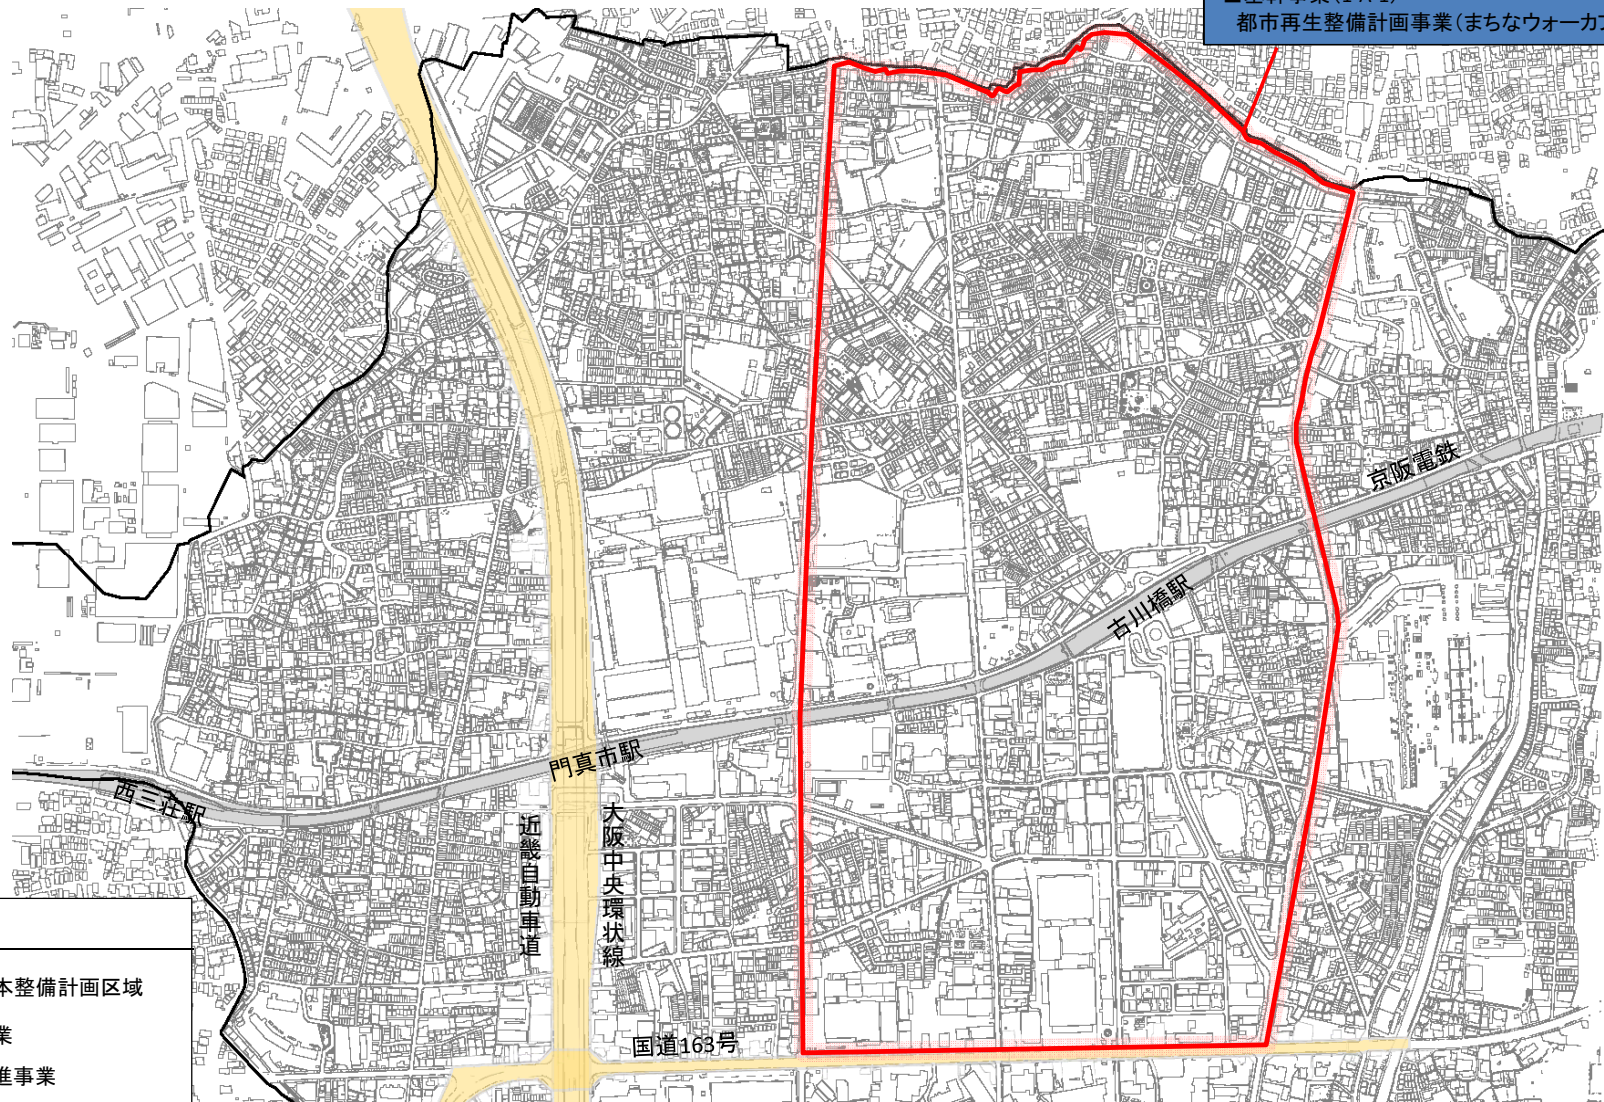 都市再生整備計画事業(まちなウォーカブ
京阪電鉄
古川橋駅
門真市駅
西三荘駅
近畿自動車道
大阪中央環状線
国道163号
本整備計画区域
業
進事業